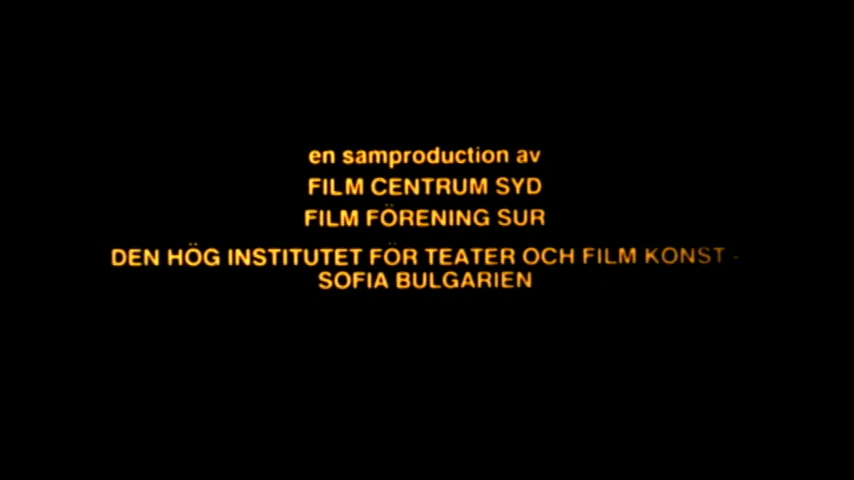 en samproduction av
FILM CENTRUM SYD
FILM FÖRENING SUR
DEN HÖG INSTITUTET FÖR TEATER OCH FILM KONST -
SOFIA BULGARIEN